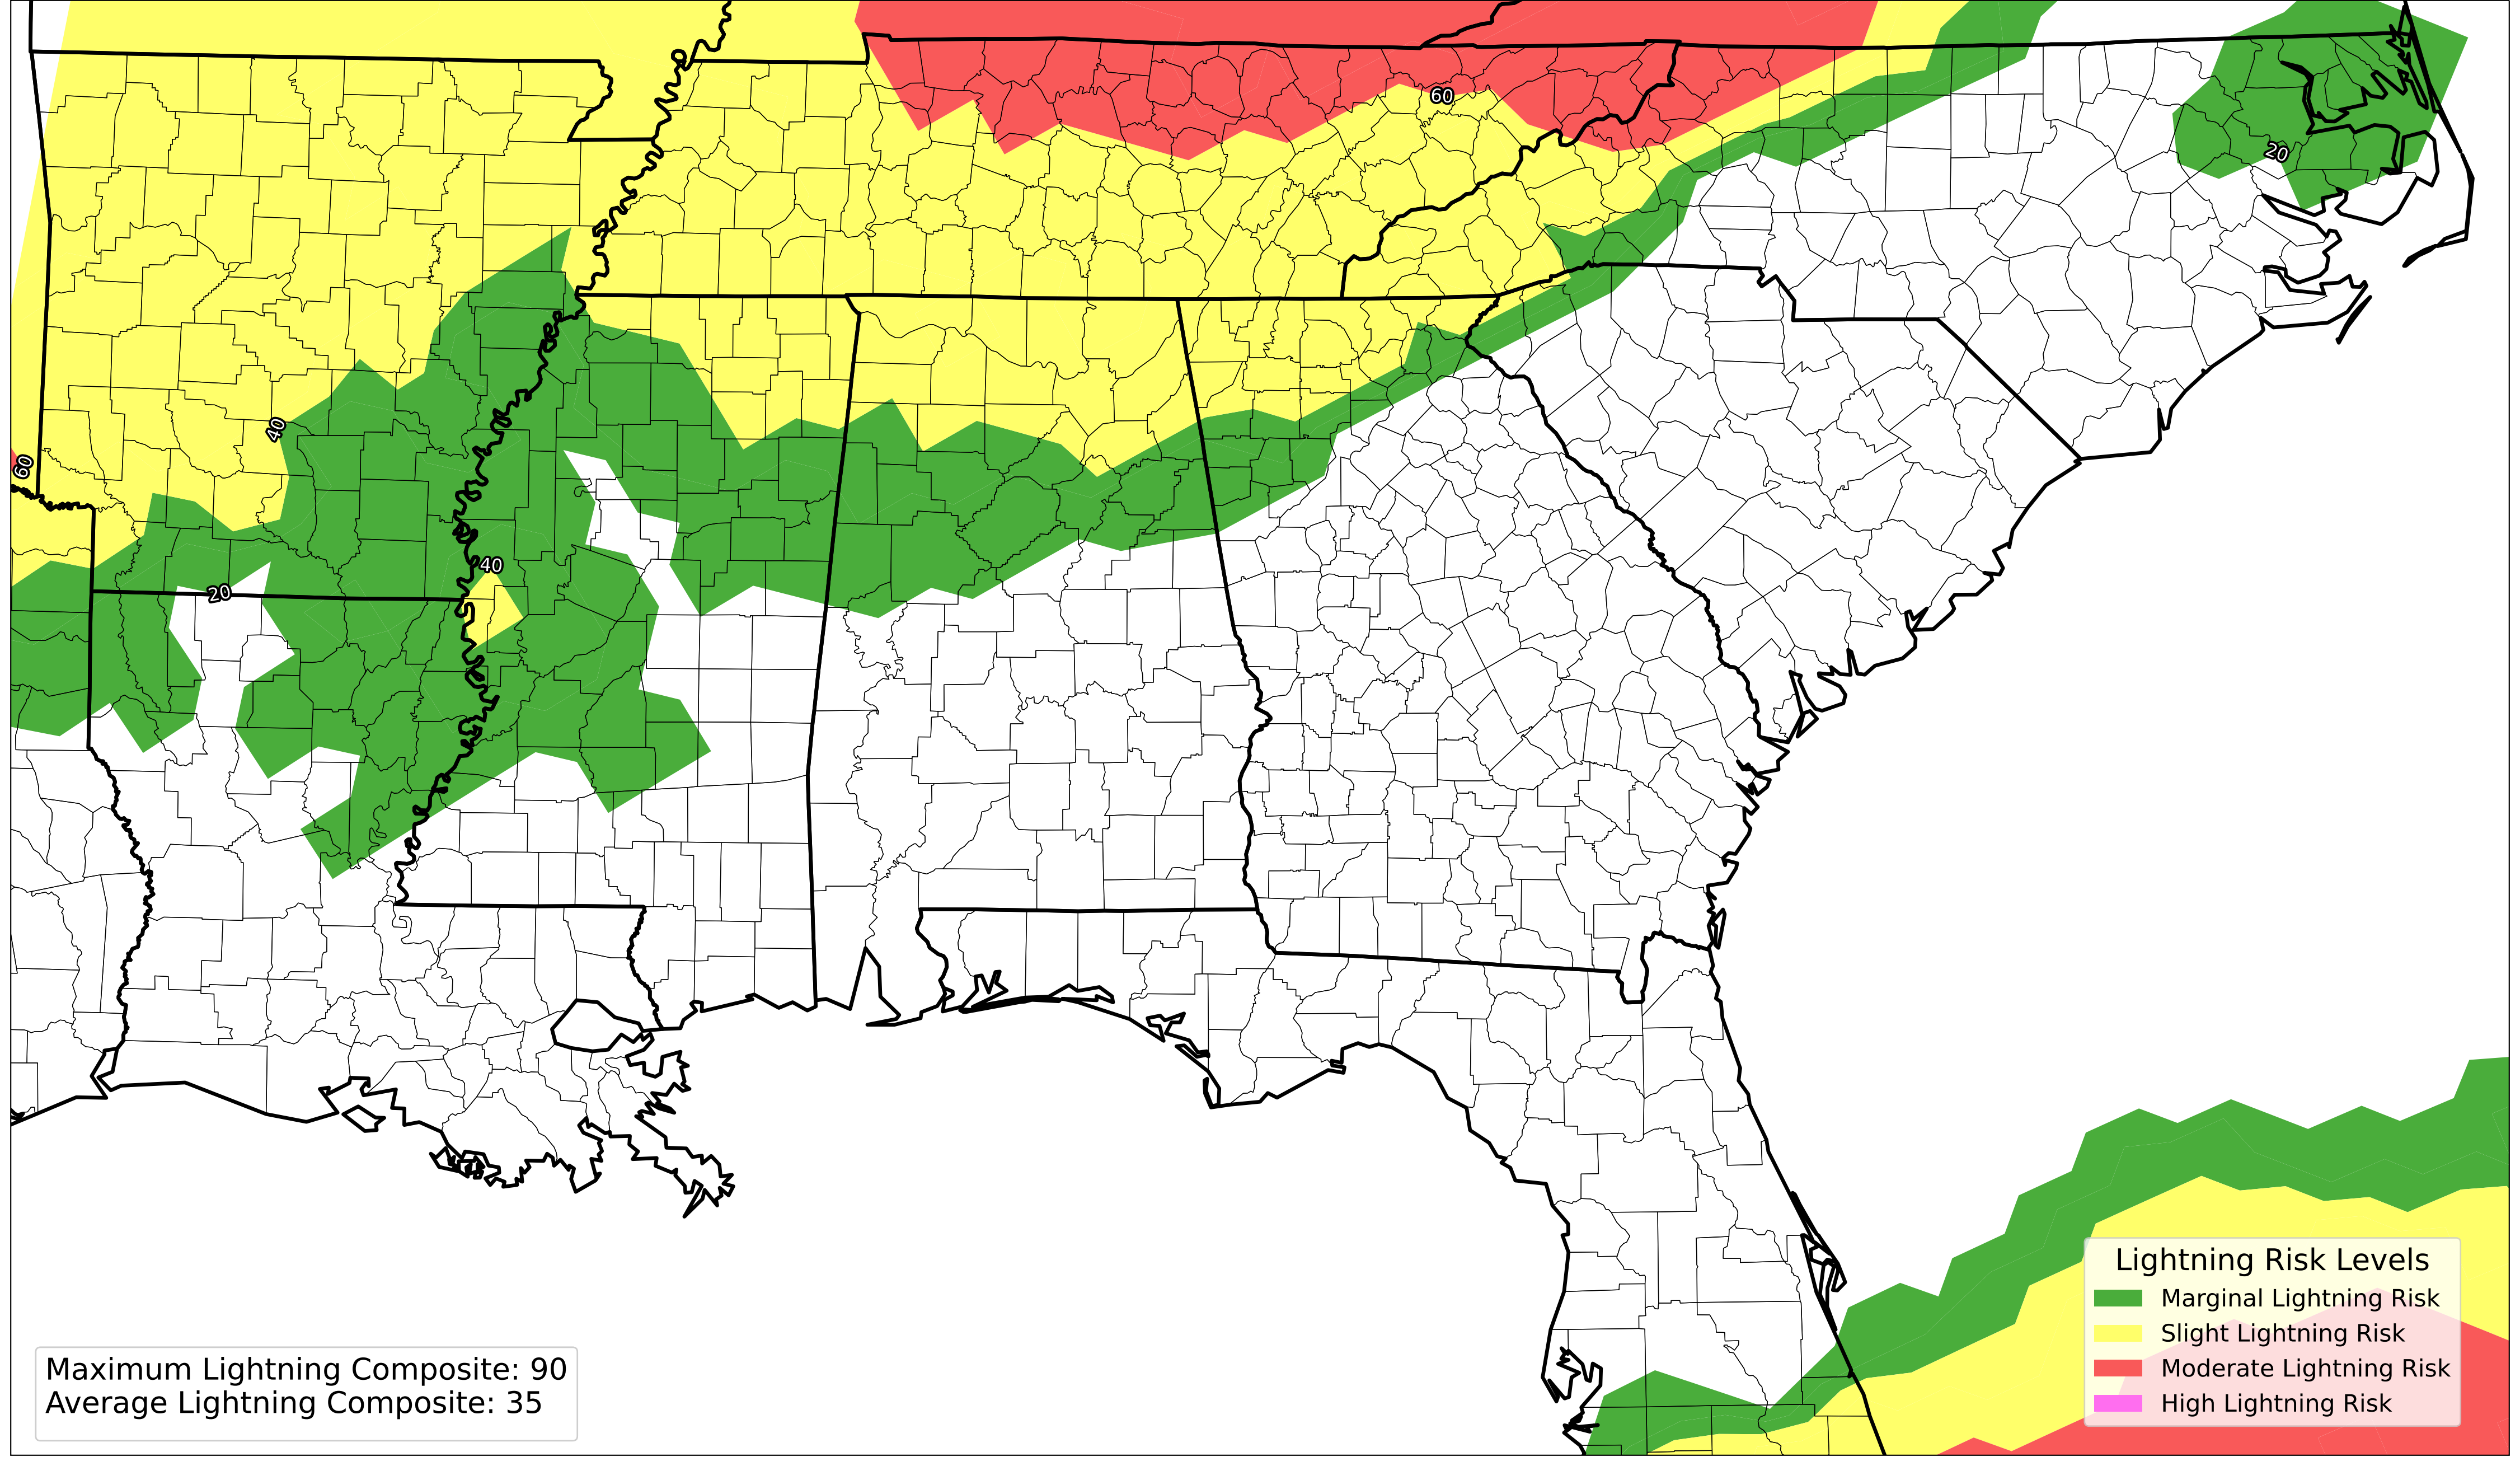 60
20
40
60
40
20
Lightning Risk Levels
Marginal Lightning Risk
Slight Lightning Risk
Moderate Lightning Risk
High Lightning Risk
Maximum Lightning Composite: 90
Average Lightning Composite: 35